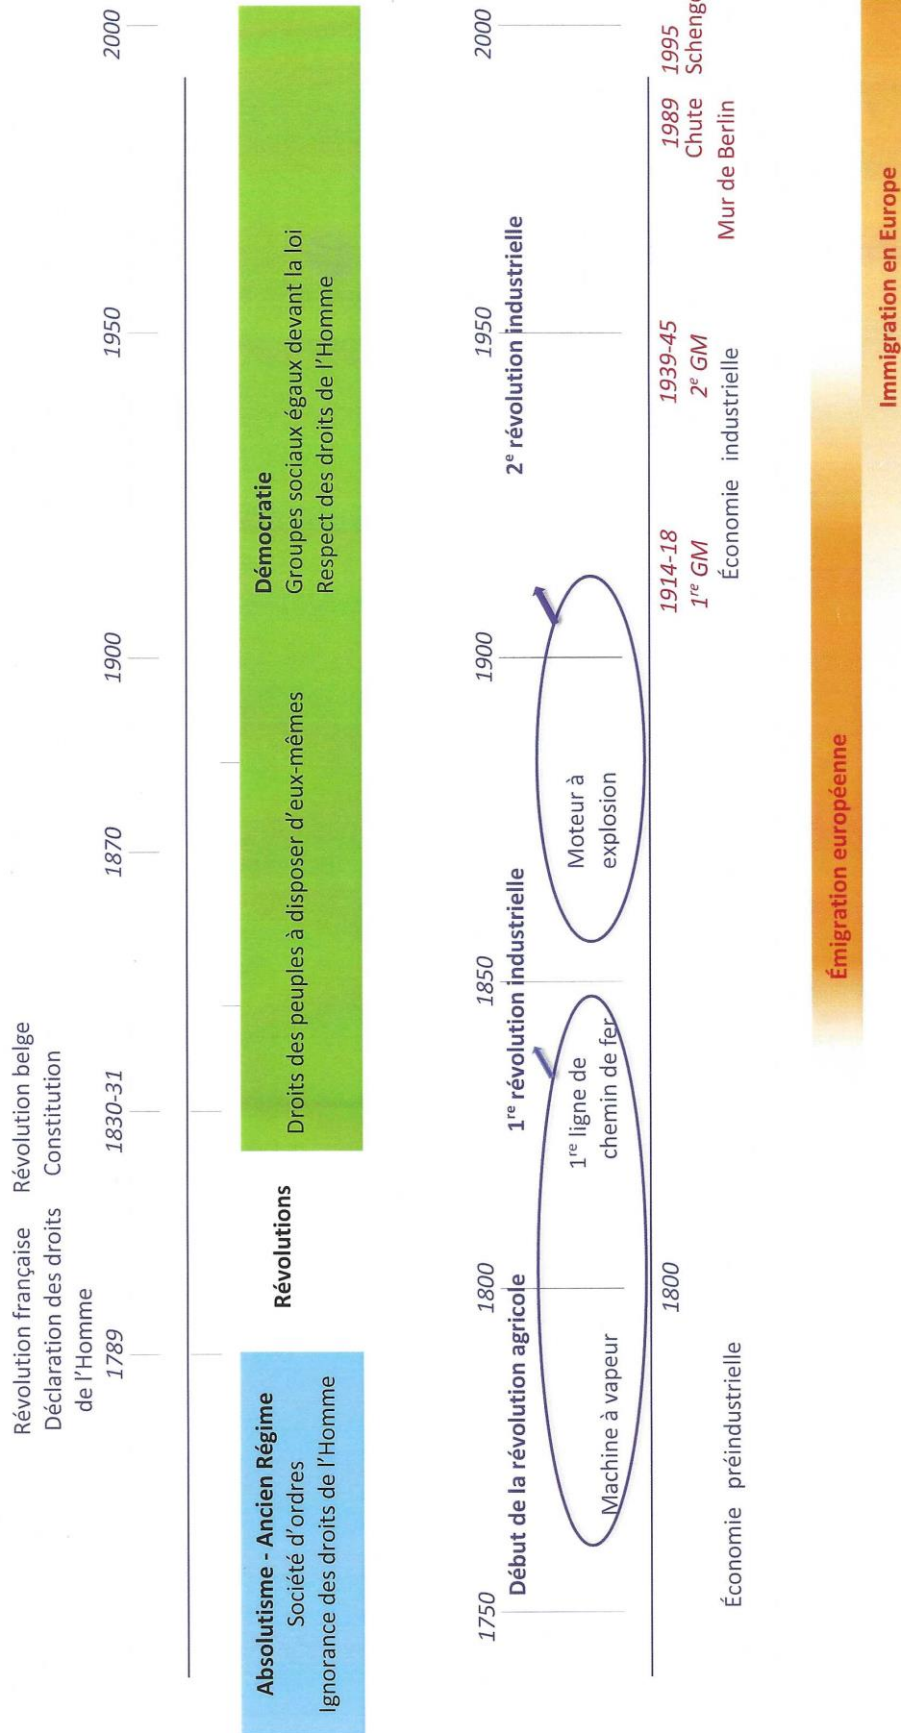 Révolution française
Déclaration des droits
de l'Homme
1789
Révolution belge
Constitution
1830-31
1870
1900
1950
2000
Absolutisme - Ancien Régime
Société d'ordres
Ignorance des droits de l'Homme
Révolutions
Droits des peuples à disposer d'eux-mêmes
Démocratie
Groupes sociaux égaux devant la loi
Respect des droits de l'Homme
1750
1800
1850
1900
1950
2000
Début de la révolution agricole
1re révolution industrielle
2e révolution industrielle
Machine à vapeur
1re ligne de
chemin de fer
Moteur à
explosion
1800
1914-18
1re GM
1939-45
2e GM
1989
Chute
Mur de Berlin
1995
Économie préindustrielle
Économie industrielle
Émigration européenne
Immigration en Europe